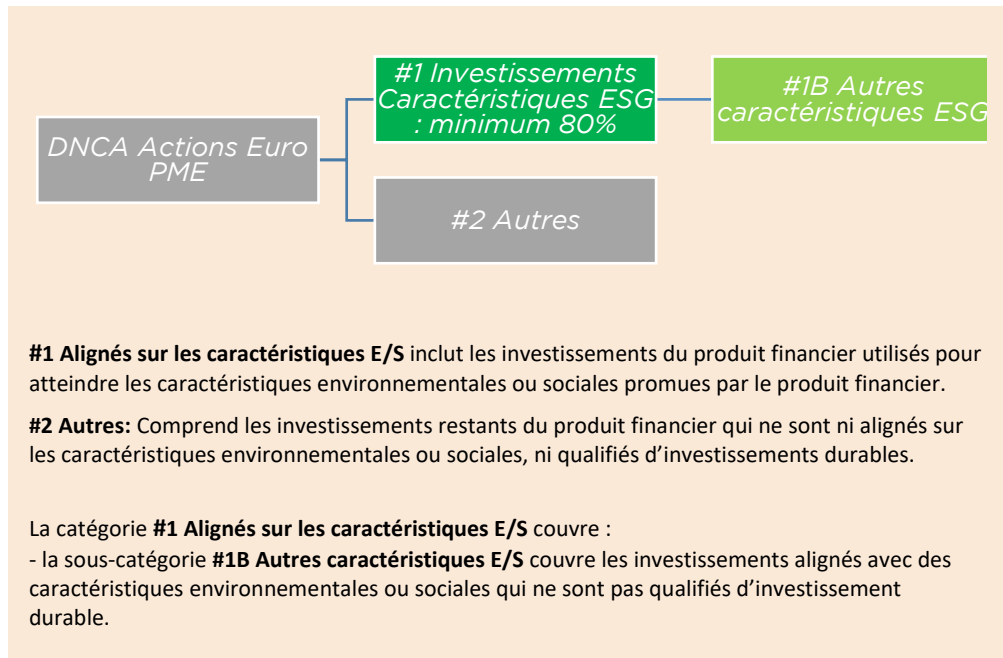 #1 Investissements
Caractéristiques ESG
: minimum 80%
#1B Autres
caractéristiques ESG
DNCA Actions Euro
PME
#2 Autres
#1 Alignés sur les caractéristiques E/S inclut les investissements du produit financier utilisés pour
atteindre les caractéristiques environnementales ou sociales promues par le produit financier.
#2 Autres: Comprend les investissements restants du produit financier qui ne sont ni alignés sur
les caractéristiques environnementales ou sociales, ni qualifiés d’investissements durables.
La catégorie #1 Alignés sur les caractéristiques E/S couvre :
- la sous-catégorie #1B Autres caractéristiques E/S couvre les investissements alignés avec des
caractéristiques environnementales ou sociales qui ne sont pas qualifiés d’investissement
durable.